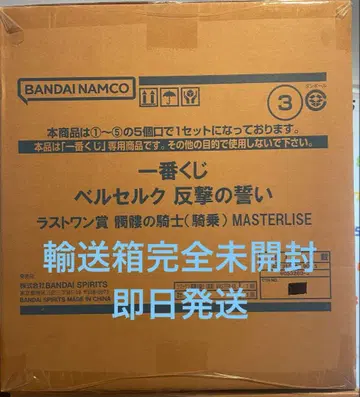 BANDAI NAMCO
③
本商品は①～⑤の5個口で1セットになっております。
本品は「一番くじ」専用商品です。その他の目的で使用しないで下さい。
一番くじ
ベルセルク 反撃の誓い
ラストワン賞 髑髏の騎士(騎乗) MASTERLISE
輸送箱完全未開封
即日発送
株式会社BANDAI SPIRITS
BANDAI SPIRITS MADE IN CHINA